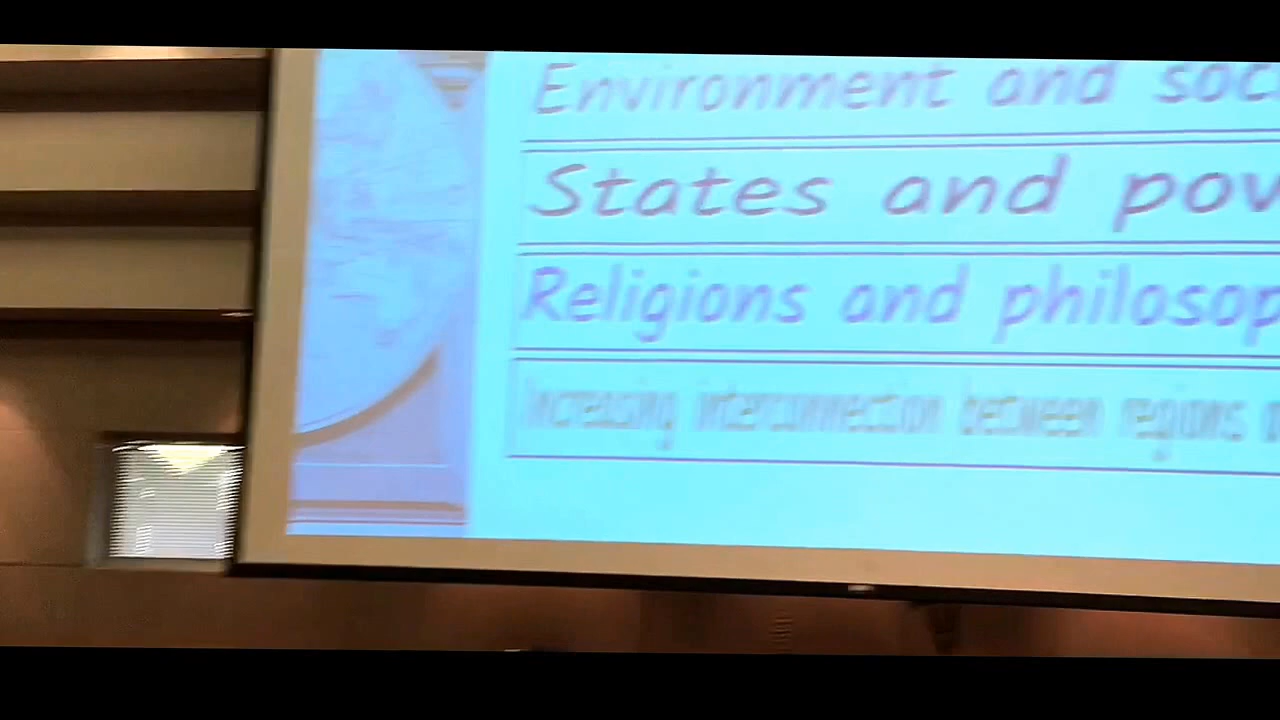 Environment and soc
States and pow
Religions and philosop
Increasing interconnection between regions o